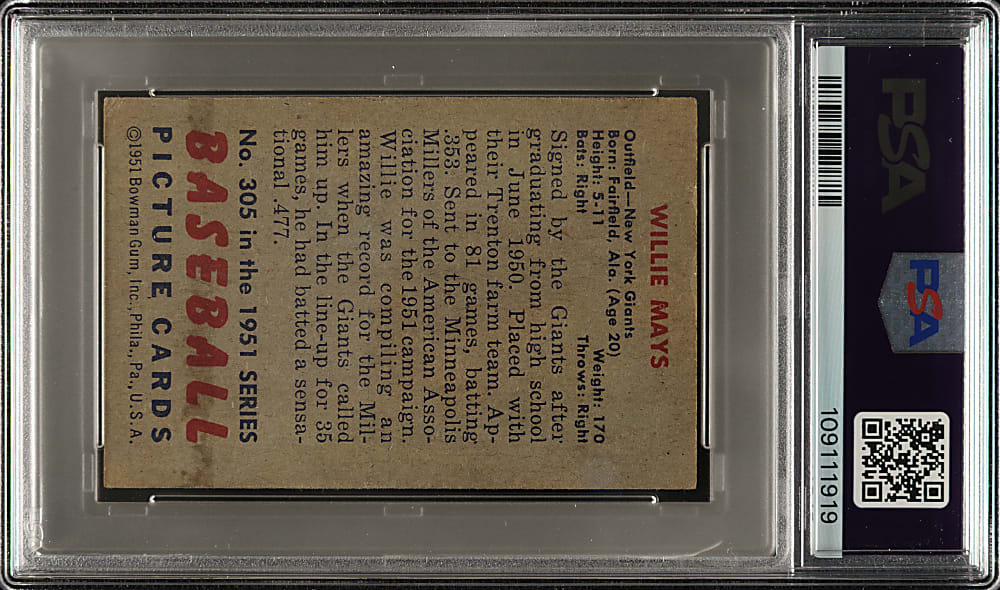 PSA
PSA
109111919
WILLIE MAYS
Outfield—New York Giants
Born: Fairfield, Ala. (Age 20)
Height: 5-11 Weight: 170
Bats: Right Throws: Right
Signed by the Giants after
graduating from high school
in June 1950. Placed with
their Trenton farm team. Ap-
peared in 81 games, batting
.353. Sent to the Minneapolis
Millers of the American Asso-
ciation for the 1951 campaign.
Willie was compiling an
amazing record for the Mil-
lers when the Giants called
him up. In the line-up for 35
games, he had batted a sensa-
tional .477.
No. 305 in the 1951 SERIES
BASEBALL
PICTURE CARDS
©1951 Bowman Gum, Inc., Phila., Pa., U.S.A.